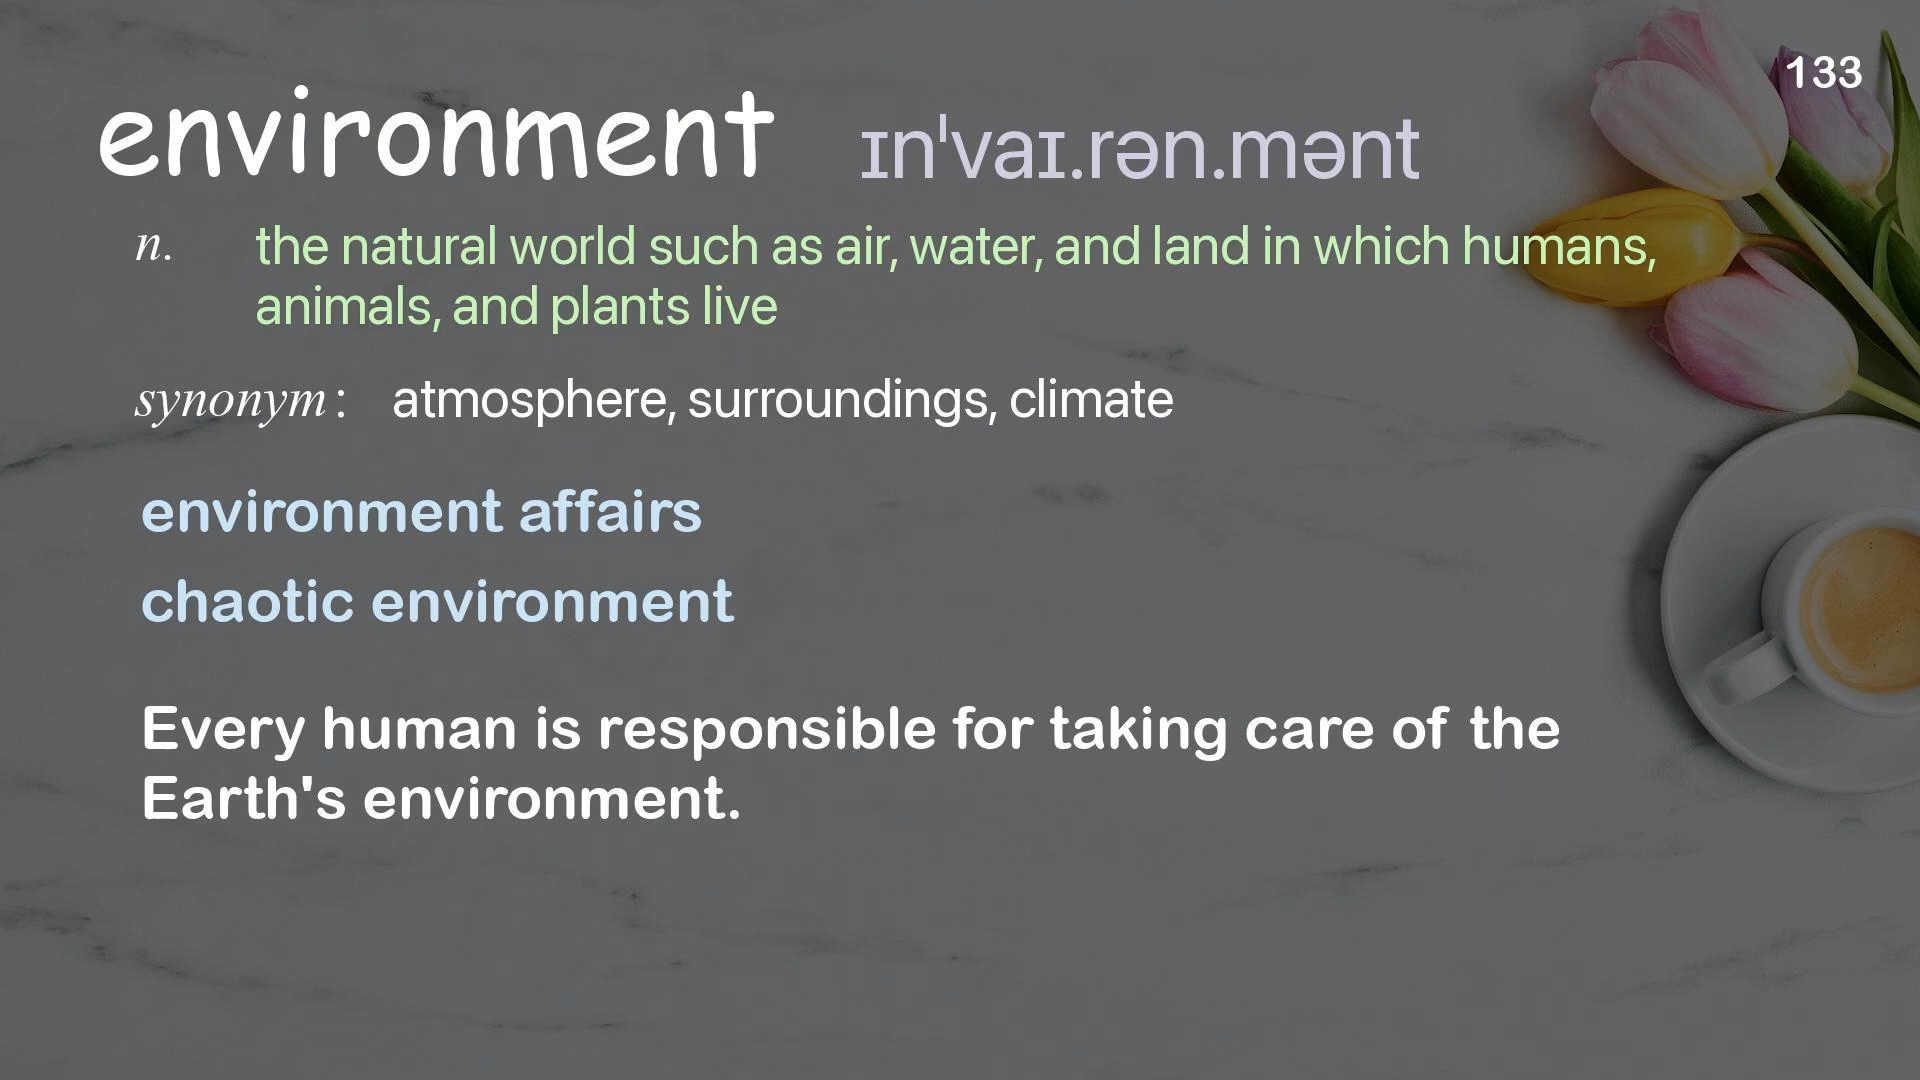 133
environment ɪnˈvaɪ.rən.mənt
n. the natural world such as air, water, and land in which humans,
animals, and plants live
synonym: atmosphere, surroundings, climate
environment affairs
chaotic environment
Every human is responsible for taking care of the
Earth's environment.